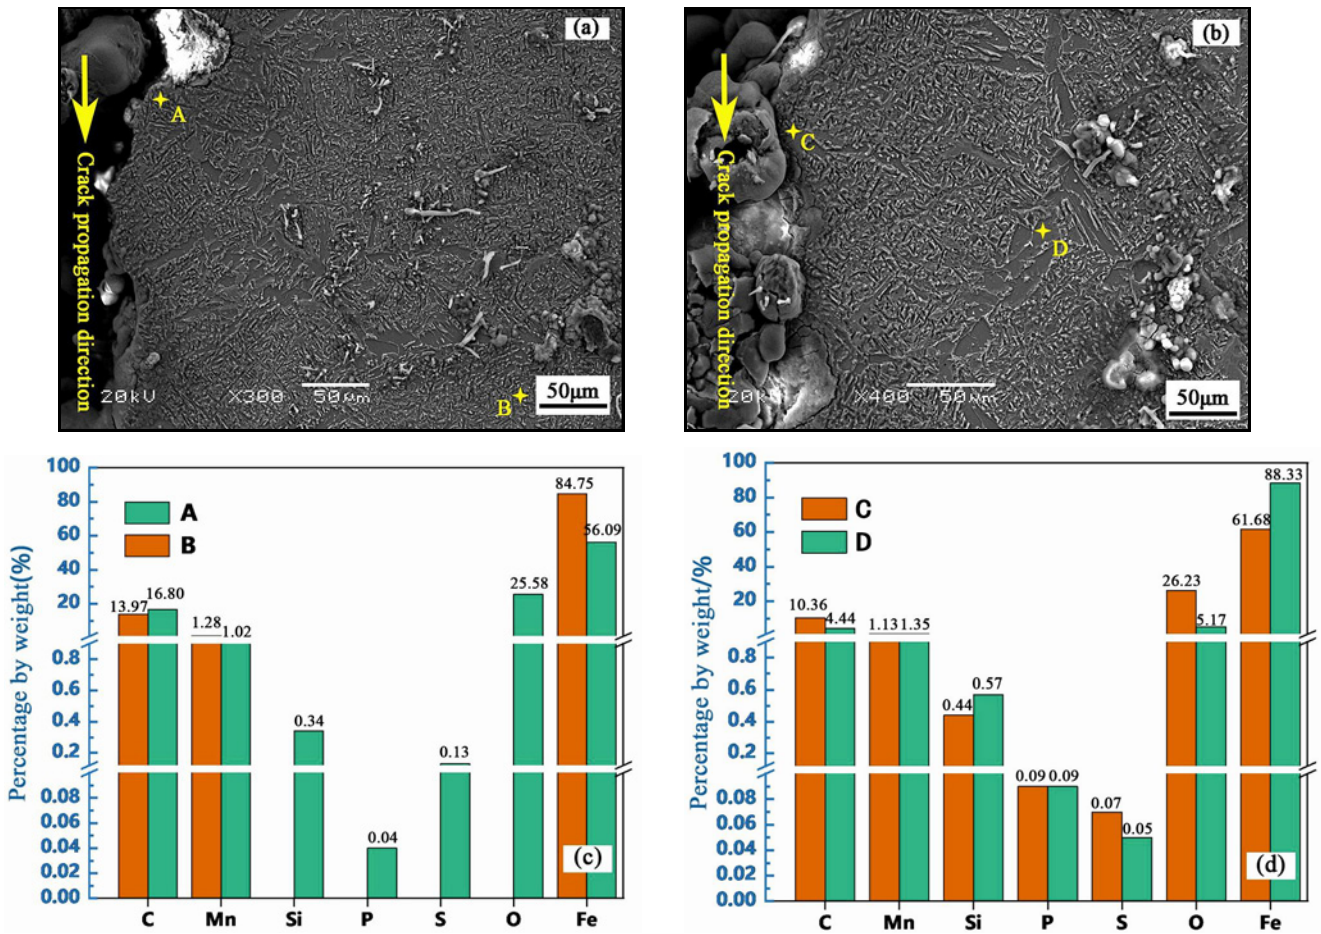 (a)
A
Crack propagation direction
20kV
X300
50μm
B
50μm
(b)
C
Crack propagation direction
D
20kV
X400
50μm
50μm
100
80
60
40
20
0.8
0.6
0.4
0.2
0.08
0.06
0.04
0.02
0.00
Percentage by weight(%)
A
B
13.97
16.80
1.28
1.02
0.34
0.04
0.13
25.58
84.75
56.09
(c)
C Mn Si P S O Fe
100
80
60
40
20
0.8
0.6
0.4
0.2
0.08
0.06
0.04
0.02
0.00
Percentage by weight/%
C
D
10.36
4.44
1.13
1.35
0.44
0.57
0.09
0.09
0.07
0.05
26.23
5.17
61.68
88.33
(d)
C Mn Si P S O Fe